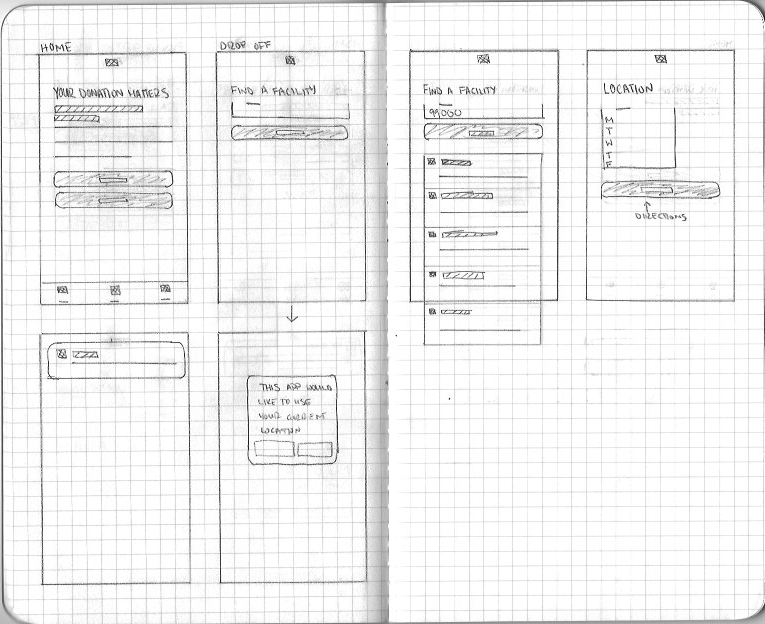 HOME
YOUR DONATION MATTERS
DROP OFF
FIND A FACILITY
THIS APP WOULD
LIKE TO USE
YOUR CURRENT
LOCATION
FIND A FACILITY
99000
LOCATION
M
T
W
T
F
DIRECTIONS